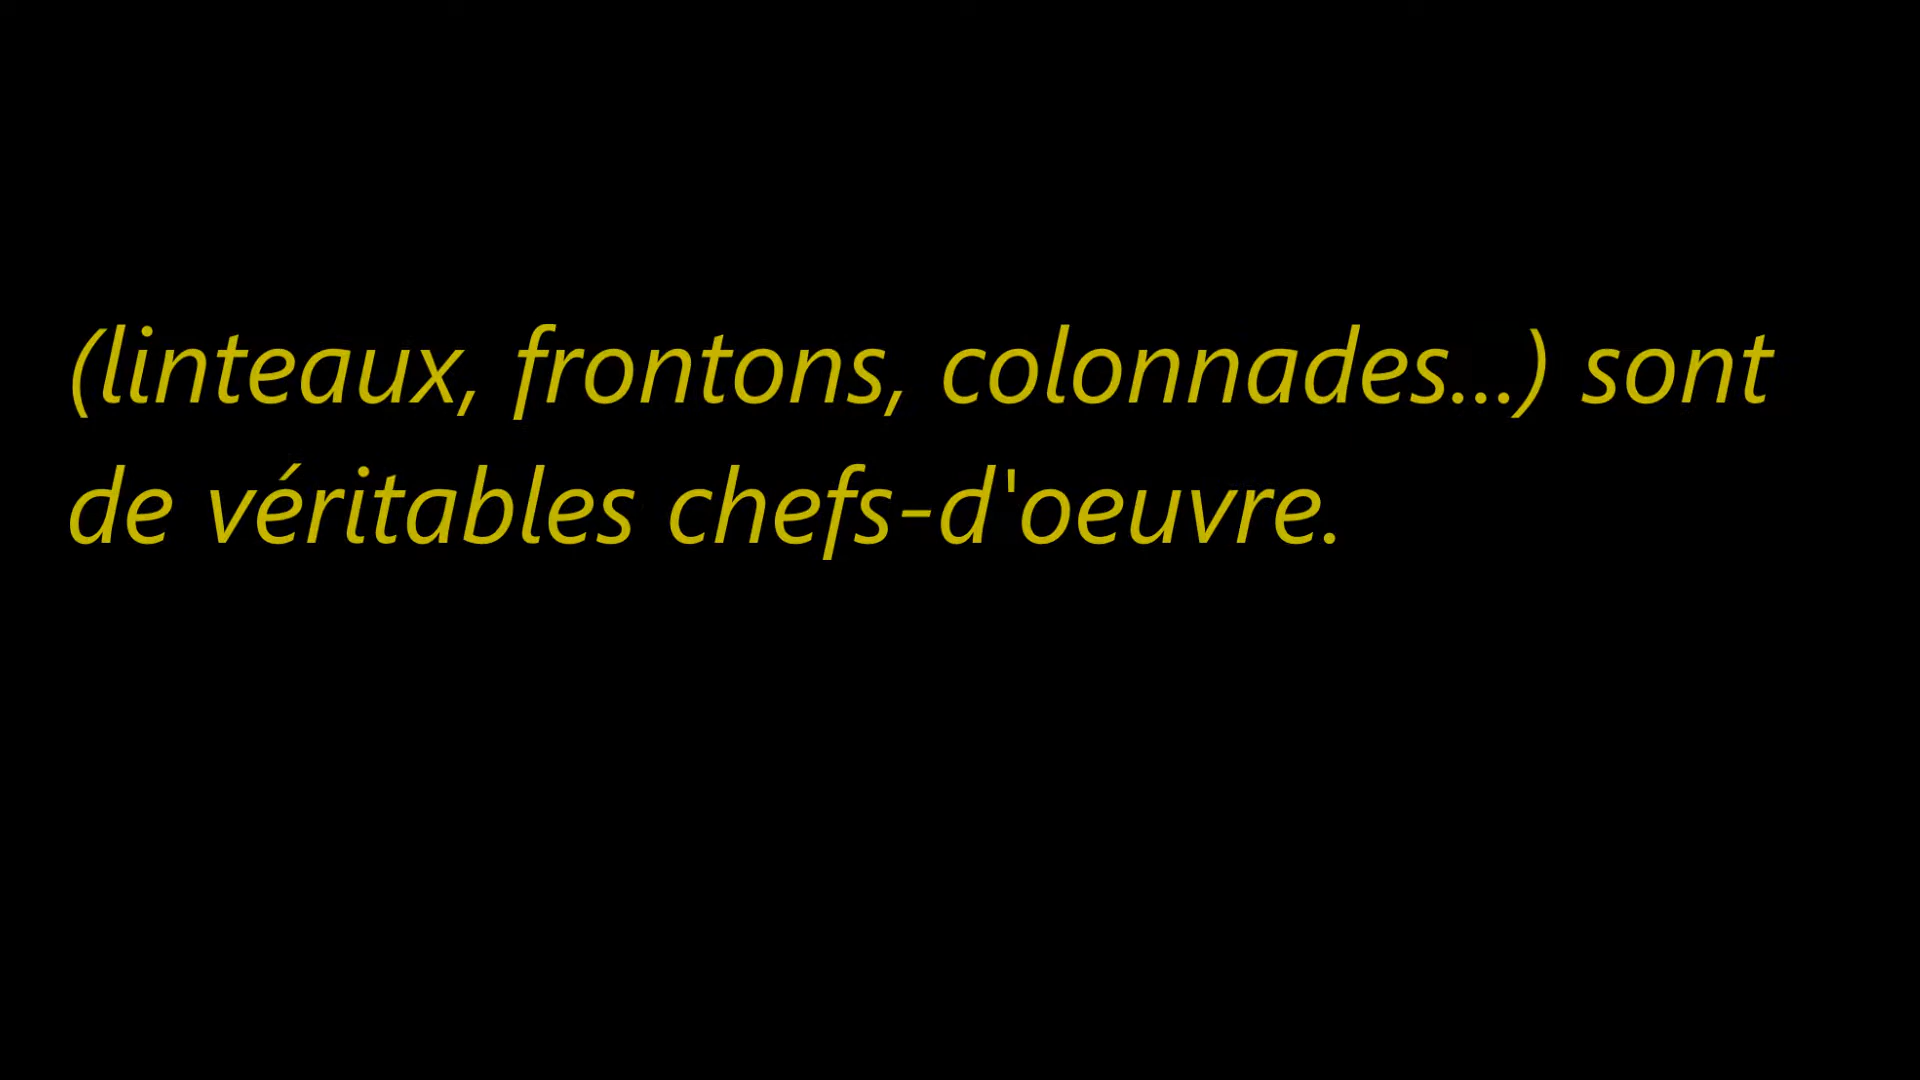 (linteaux, frontons, colonnades...) sont
de véritables chefs-d'oeuvre.